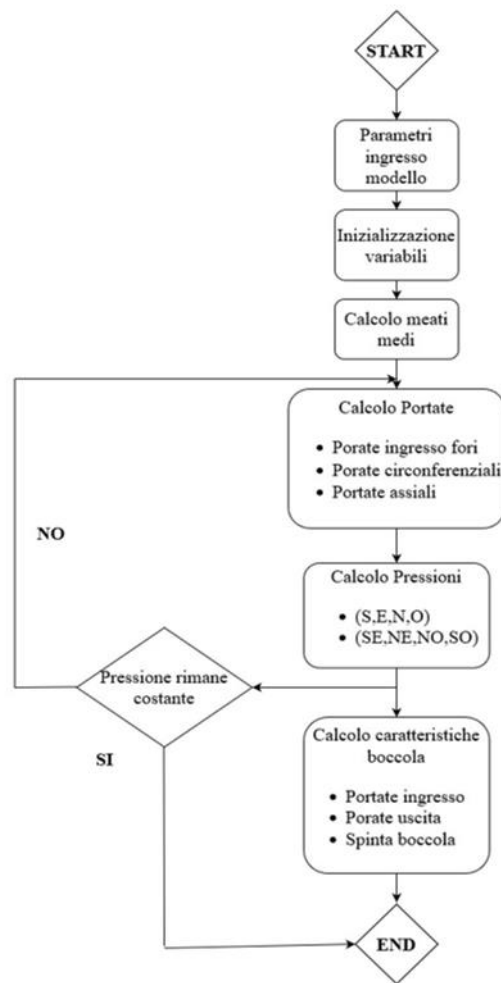 START
Parametri
ingresso
modello
Inizializzazione
variabili
Calcolo meati
medi
Calcolo Portate
• Porate ingresso fori
• Porate circonferenziali
• Portate assiali
NO
Calcolo Pressioni
• (S,E,N,O)
• (SE,NE,NO,SO)
Pressione rimane
costante
SI
Calcolo caratteristiche
boccola
• Portate ingresso
• Porate uscita
• Spinta boccola
END